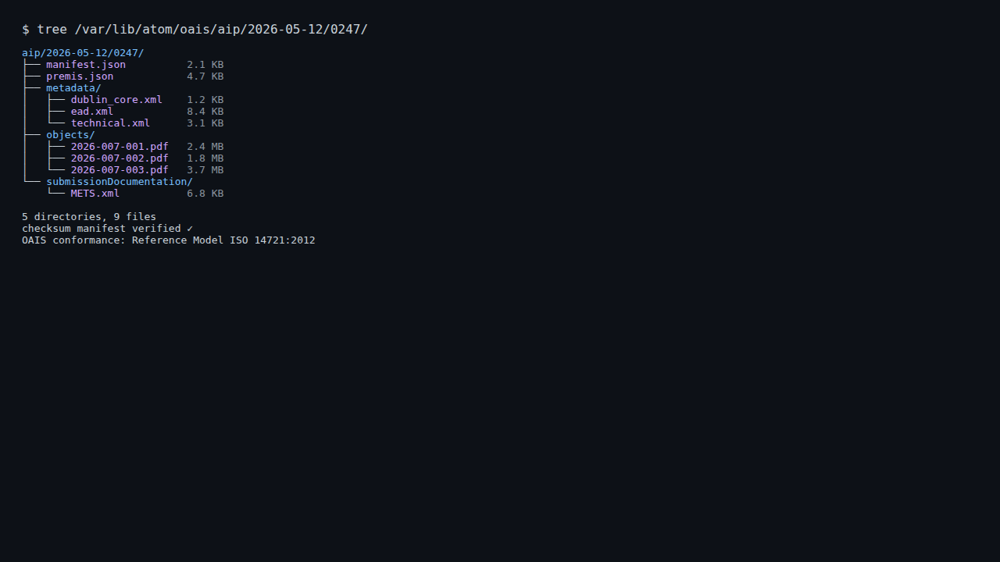 $ tree /var/lib/atom/oais/aip/2026-05-12/0247/
aip/2026-05-12/0247/
├── manifest.json          2.1 KB
├── premis.json            4.7 KB
├── metadata/
│   ├── dublin_core.xml    1.2 KB
│   ├── ead.xml            8.4 KB
│   └── technical.xml      3.1 KB
├── objects/
│   ├── 2026-007-001.pdf   2.4 MB
│   ├── 2026-007-002.pdf   1.8 MB
│   └── 2026-007-003.pdf   3.7 MB
└── submissionDocumentation/
    └── METS.xml           6.8 KB
5 directories, 9 files
checksum manifest verified ✓
OAIS conformance: Reference Model ISO 14721:2012